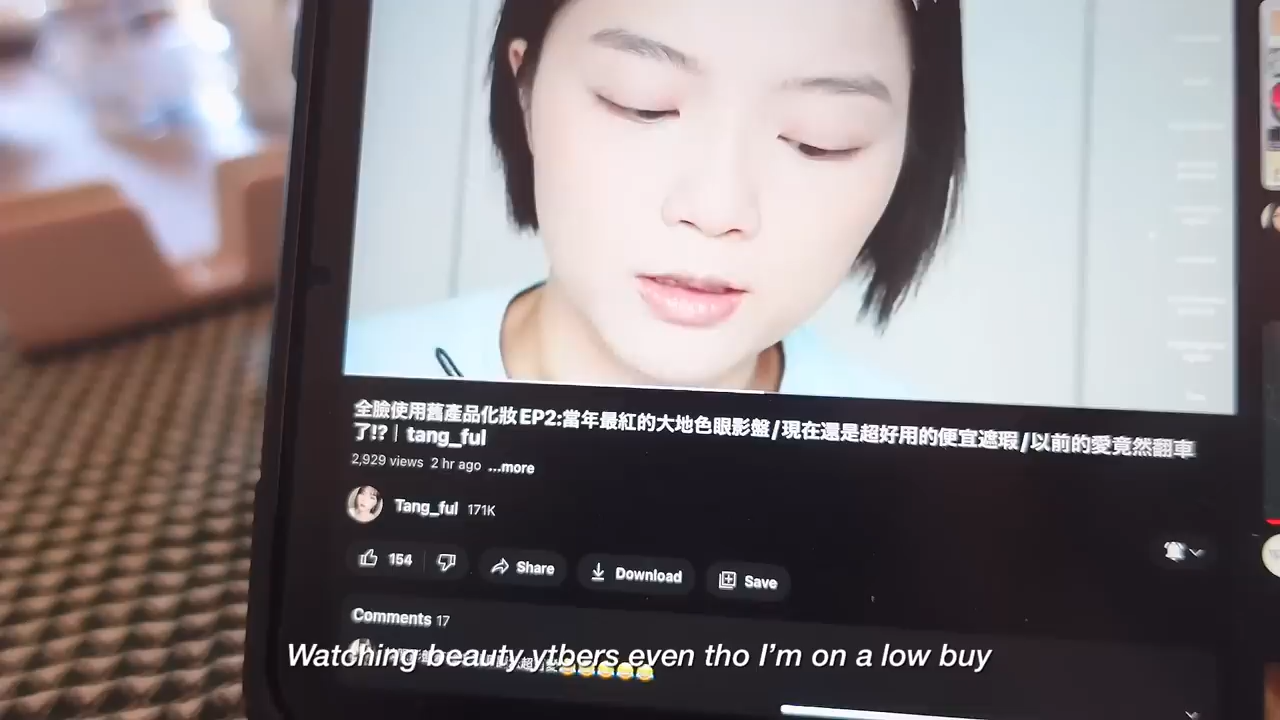 全臉使用舊產品化妝EP2:當年最紅的大地色眼影盤/現在還是超好用的便宜遮瑕/以前的愛竟然翻車
了!?｜tang_ful
2,929 views 2 hr ago ...more
Tang_ful 171K
154 Share Download Save
Comments 17
Watching beauty ytbers even tho I'm on a low buy